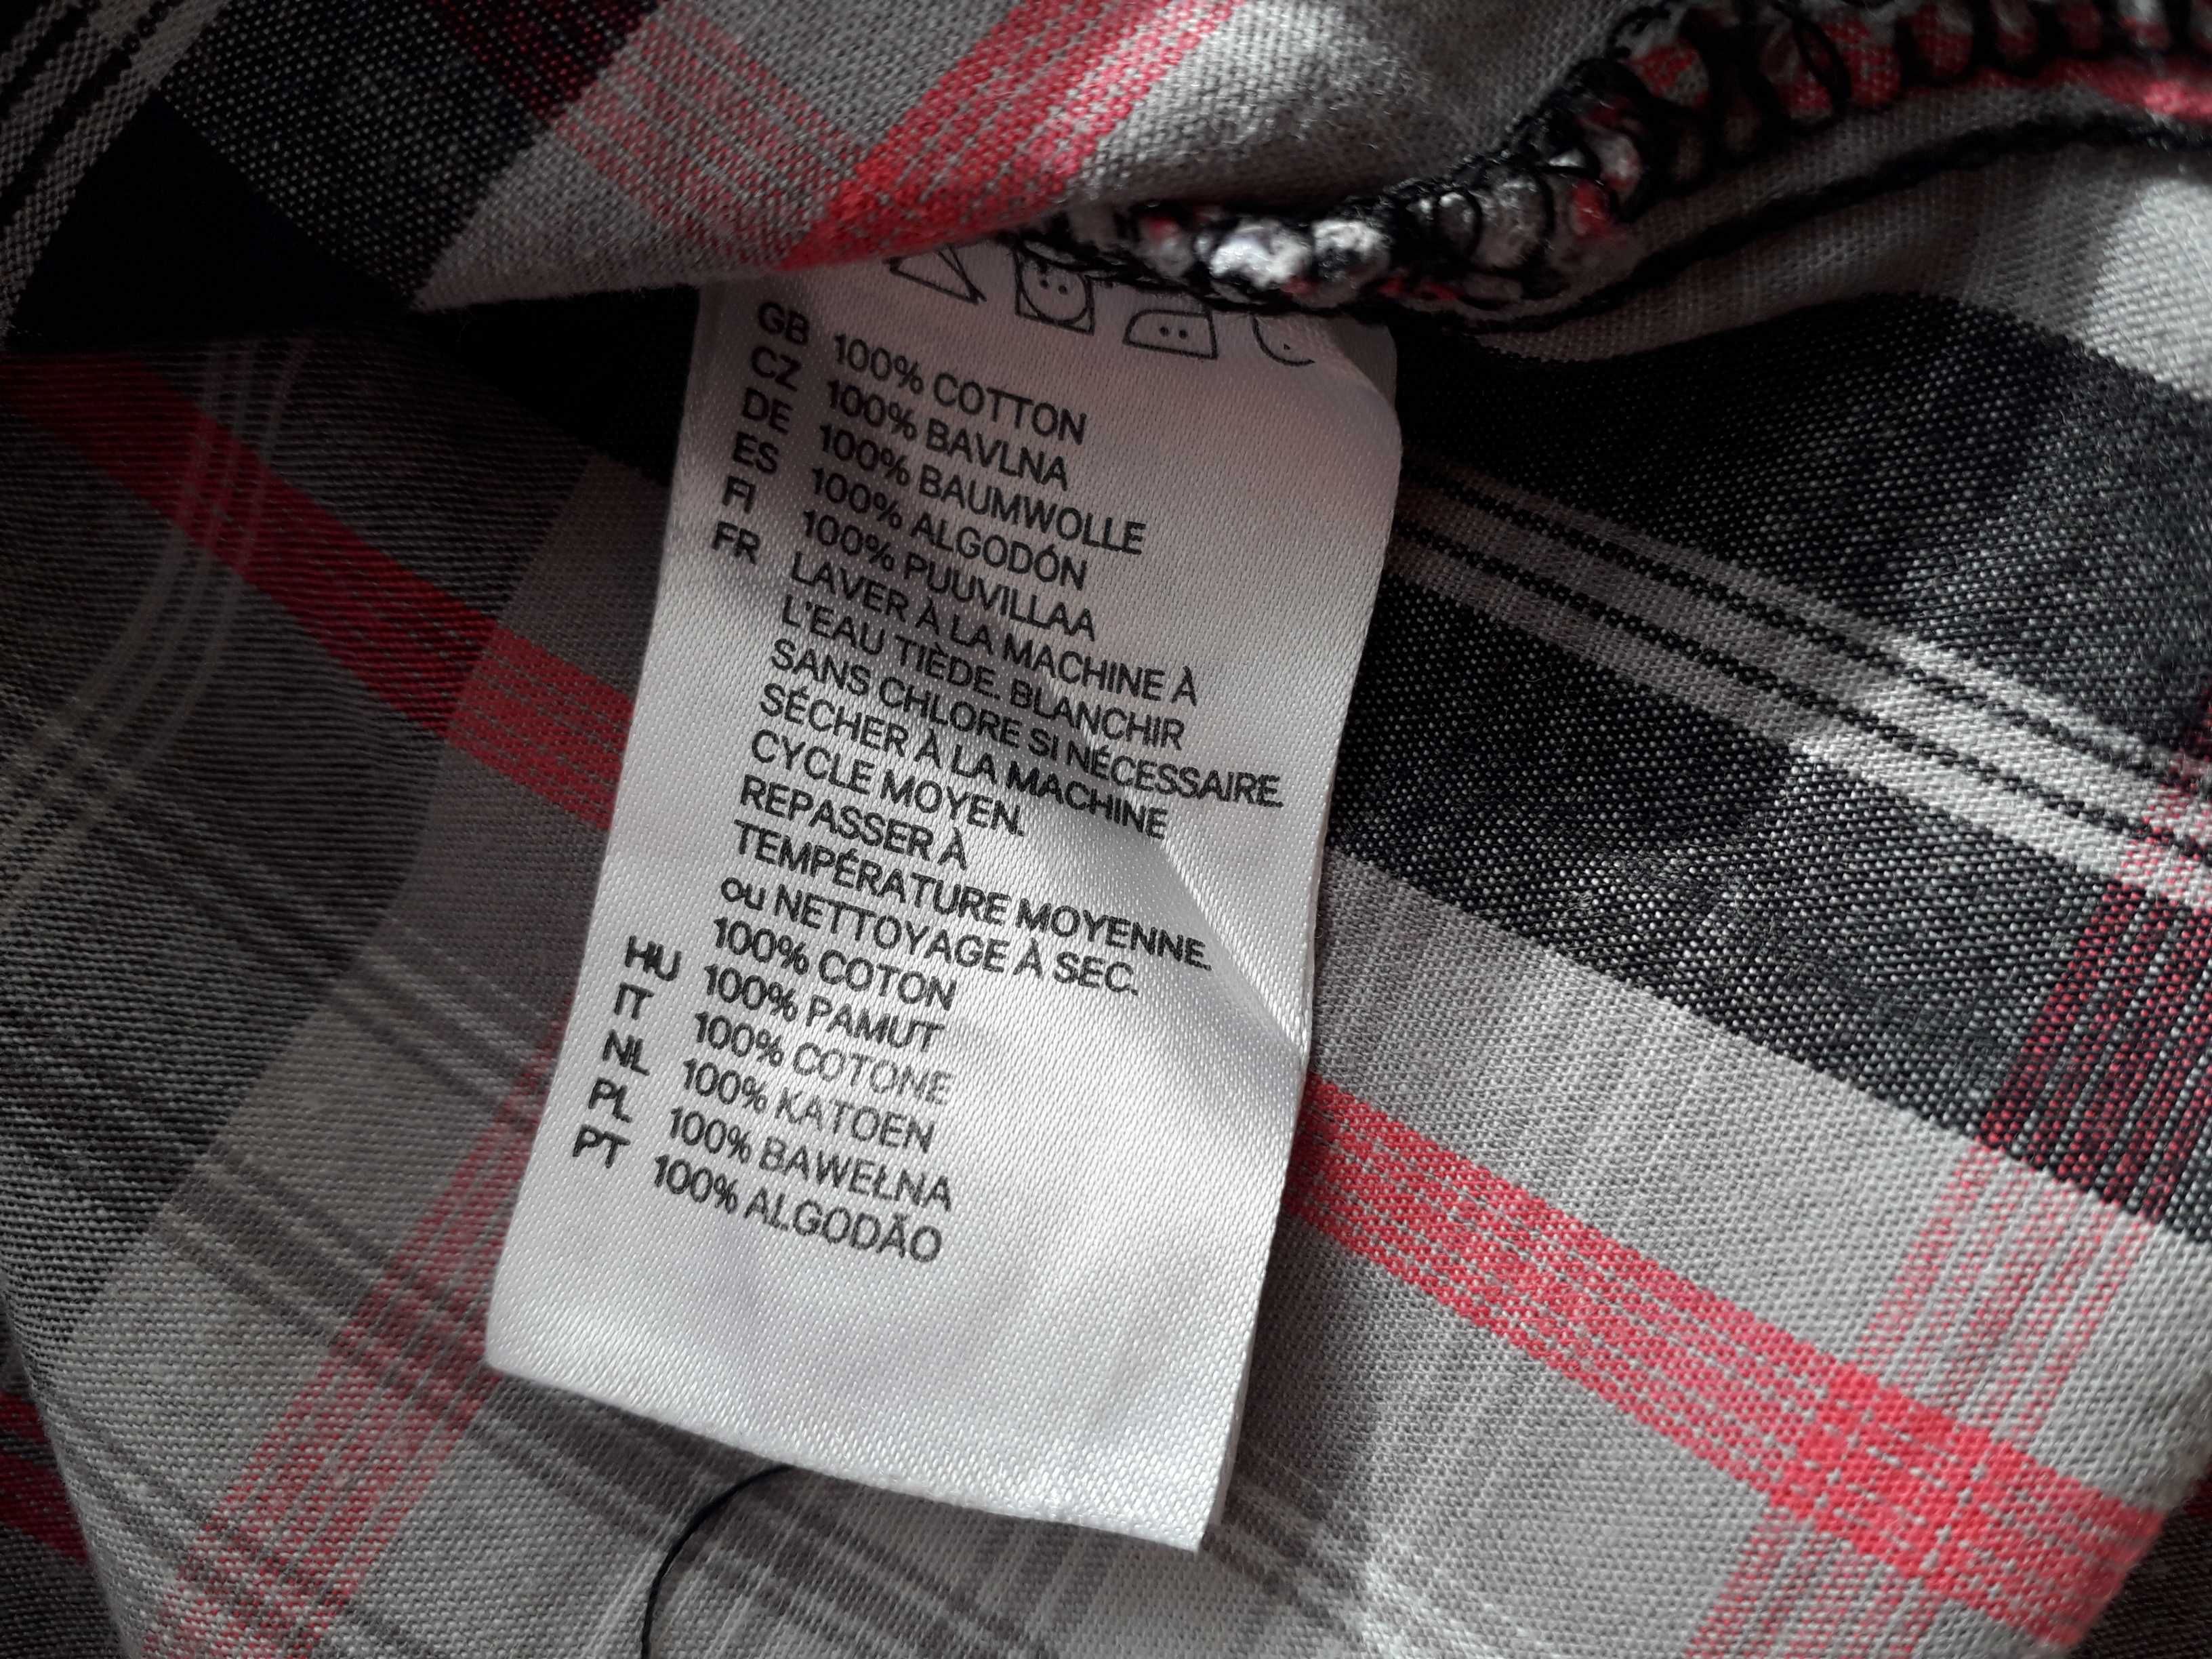 GB 100% COTTON
CZ 100% BAVLNA
DE 100% BAUMWOLLE
ES 100% ALGODÓN
FI 100% PUUVILLAA
FR LAVER À LA MACHINE À
L'EAU TIÈDE. BLANCHIR
SANS CHLORE SI NÉCESSAIRE.
SÉCHER À LA MACHINE
CYCLE MOYEN.
REPASSER À
TEMPÉRATURE MOYENNE.
ou NETTOYAGE À SEC.
100% COTON
HU 100% PAMUT
IT 100% COTONE
NL 100% KATOEN
PL 100% BAWEŁNA
PT 100% ALGODÃO